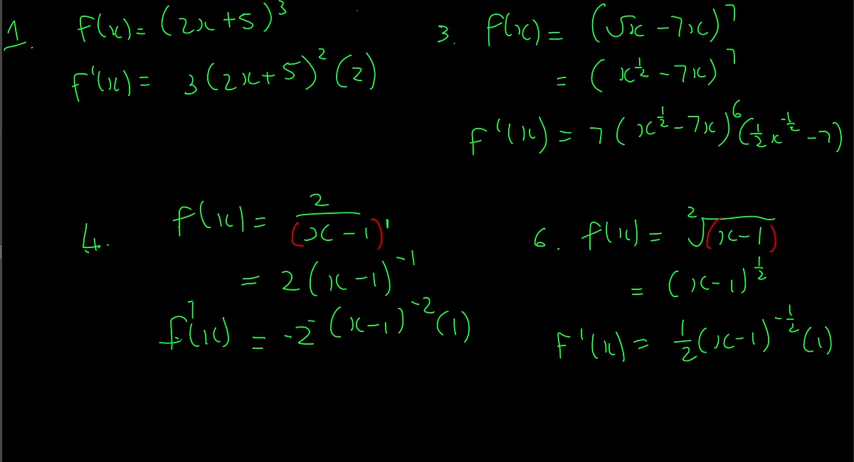 1. f(x) = (2x+5)³
f'(x) = 3(2x+5)²(2)
3. f(x) = (√x − 7x)⁷
= (x^½ − 7x)⁷
f'(x) = 7(x^½ − 7x)⁶(½x^-½ − 7)
4. f(x) = 2/(x−1)¹
= 2(x−1)⁻¹
f'(x) = -2(x−1)⁻²(1)
6. f(x) = ²√(x−1)
= (x−1)^½
f'(x) = ½(x−1)^-½(1)